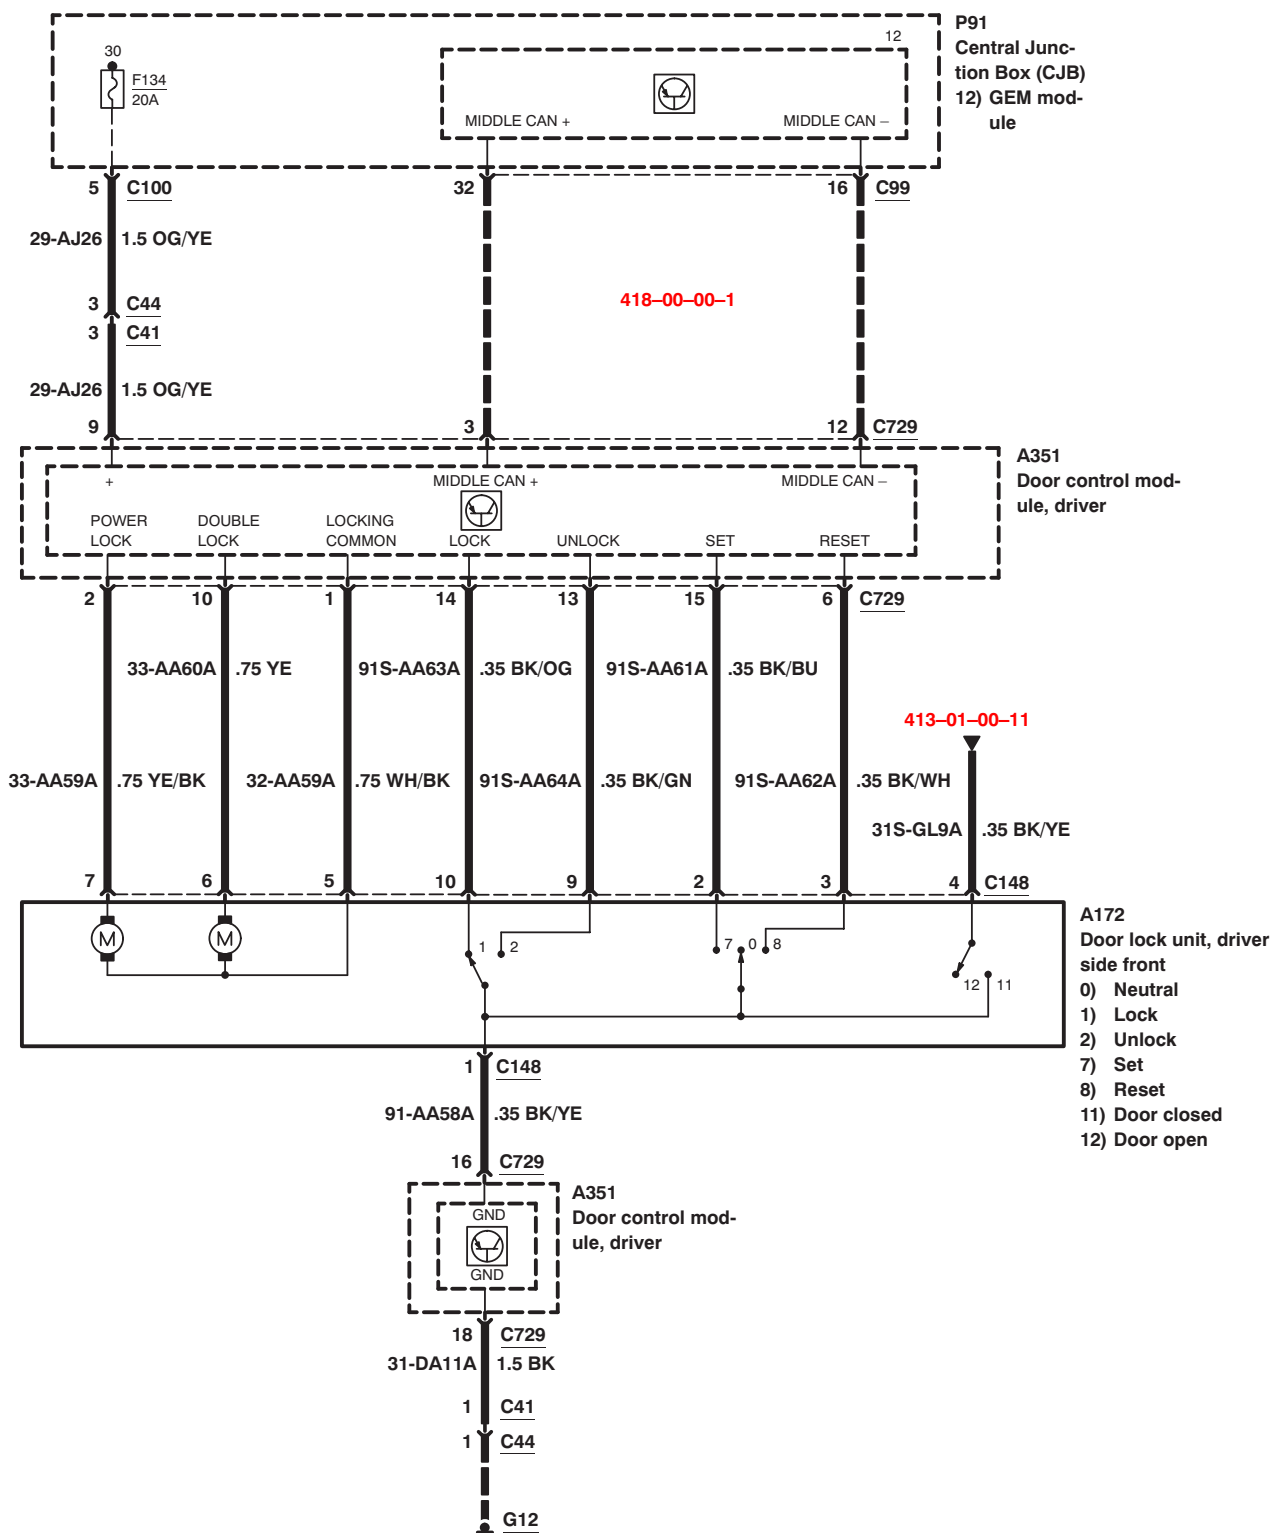 P91
Central Junc-
tion Box (CJB)
12) GEM mod-
ule
30
F134
20A
12
MIDDLE CAN +
MIDDLE CAN –
5 C100
32
16 C99
29-AJ26 1.5 OG/YE
418–00–00–1
3 C44
3 C41
29-AJ26 1.5 OG/YE
9
3
12 C729
A351
Door control mod-
ule, driver
+
MIDDLE CAN +
MIDDLE CAN –
POWER
LOCK
DOUBLE
LOCK
LOCKING
COMMON
LOCK
UNLOCK
SET
RESET
2
10
1
14
13
15
6 C729
33-AA60A .75 YE
91S-AA63A .35 BK/OG
91S-AA61A .35 BK/BU
413–01–00–11
33-AA59A .75 YE/BK
32-AA59A .75 WH/BK
91S-AA64A .35 BK/GN
91S-AA62A .35 BK/WH
31S-GL9A .35 BK/YE
7
6
5
10
9
2
3
4 C148
M
M
1
2
7
0
8
12
11
A172
Door lock unit, driver
side front
0) Neutral
1) Lock
2) Unlock
7) Set
8) Reset
11) Door closed
12) Door open
1 C148
91-AA58A .35 BK/YE
16 C729
A351
Door control mod-
ule, driver
GND
GND
18 C729
31-DA11A 1.5 BK
1 C41
1 C44
G12